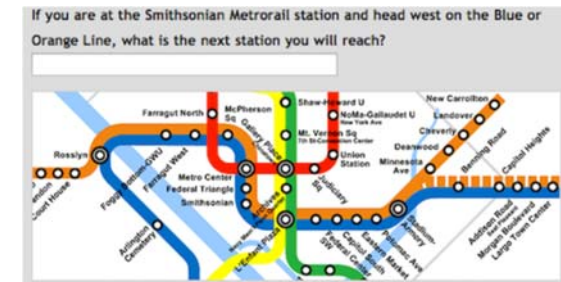 If you are at the Smithsonian Metrorail station and head west on the Blue or
Orange Line, what is the next station you will reach?
New Carrollton
Shaw-Howard U
McPherson
Sq
Farragut North
NoMa-Gallaudet U
New York Ave
Landover
Cheverly
Mt. Vernon Sq
7th St-Convention Center
Gallery Place
Deanwood
Banning Road
Capitol Heights
Union
Station
Minnesota
Ave
Rosslyn
Foggy Bottom-GWU
Farragut West
Metro Center
Federal Triangle
Smithsonian
Judiciary
Sq
Archives
Court House
Arlington
Cemetery
L'Enfant Plaza
Federal Center
SW
Capitol South
Eastern Market
Potomac Ave
Stadium-
Armory
Addison Road
Morgan Boulevard
Largo Town Center